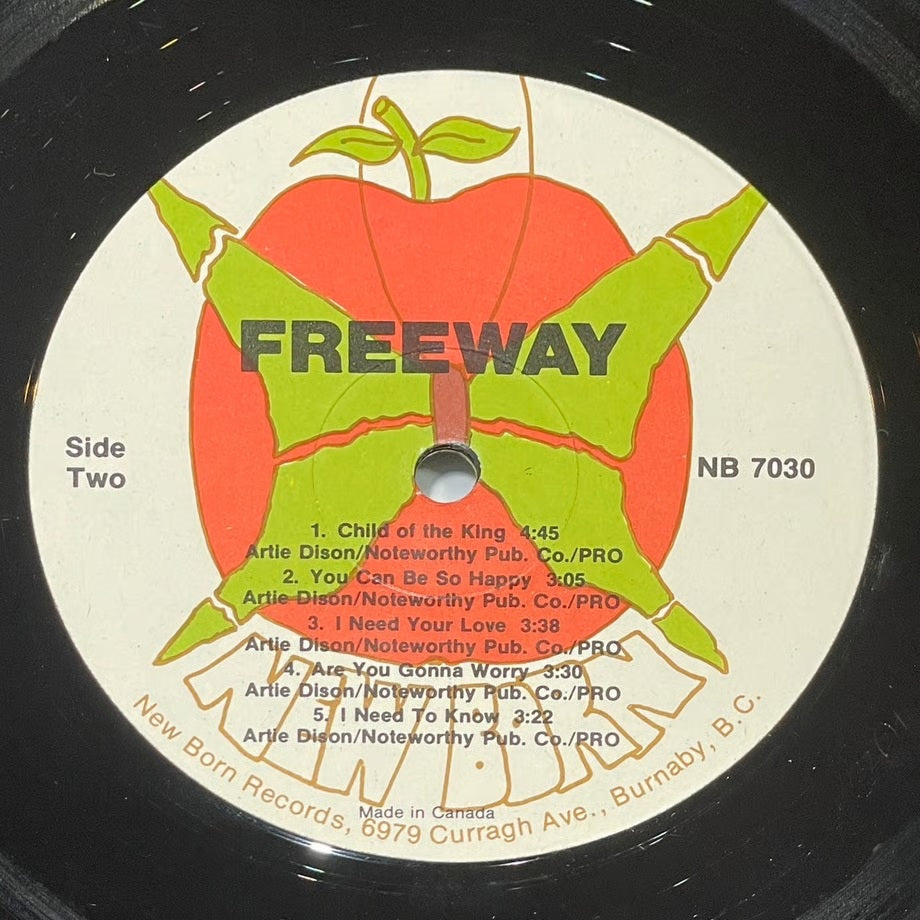 FREEWAY
Side
Two
NB 7030
1. Child of the King 4:45
Artie Dison/Noteworthy Pub. Co./PRO
2. You Can Be So Happy 3:05
Artie Dison/Noteworthy Pub. Co./PRO
3. I Need Your Love 3:38
Artie Dison/Noteworthy Pub. Co./PRO
4. Are You Gonna Worry 3:30
Artie Dison/Noteworthy Pub. Co./PRO
5. I Need To Know 3:22
Artie Dison/Noteworthy Pub. Co./PRO
NEW BORN
Made in Canada
New Born Records, 6979 Curragh Ave., Burnaby, B.C.